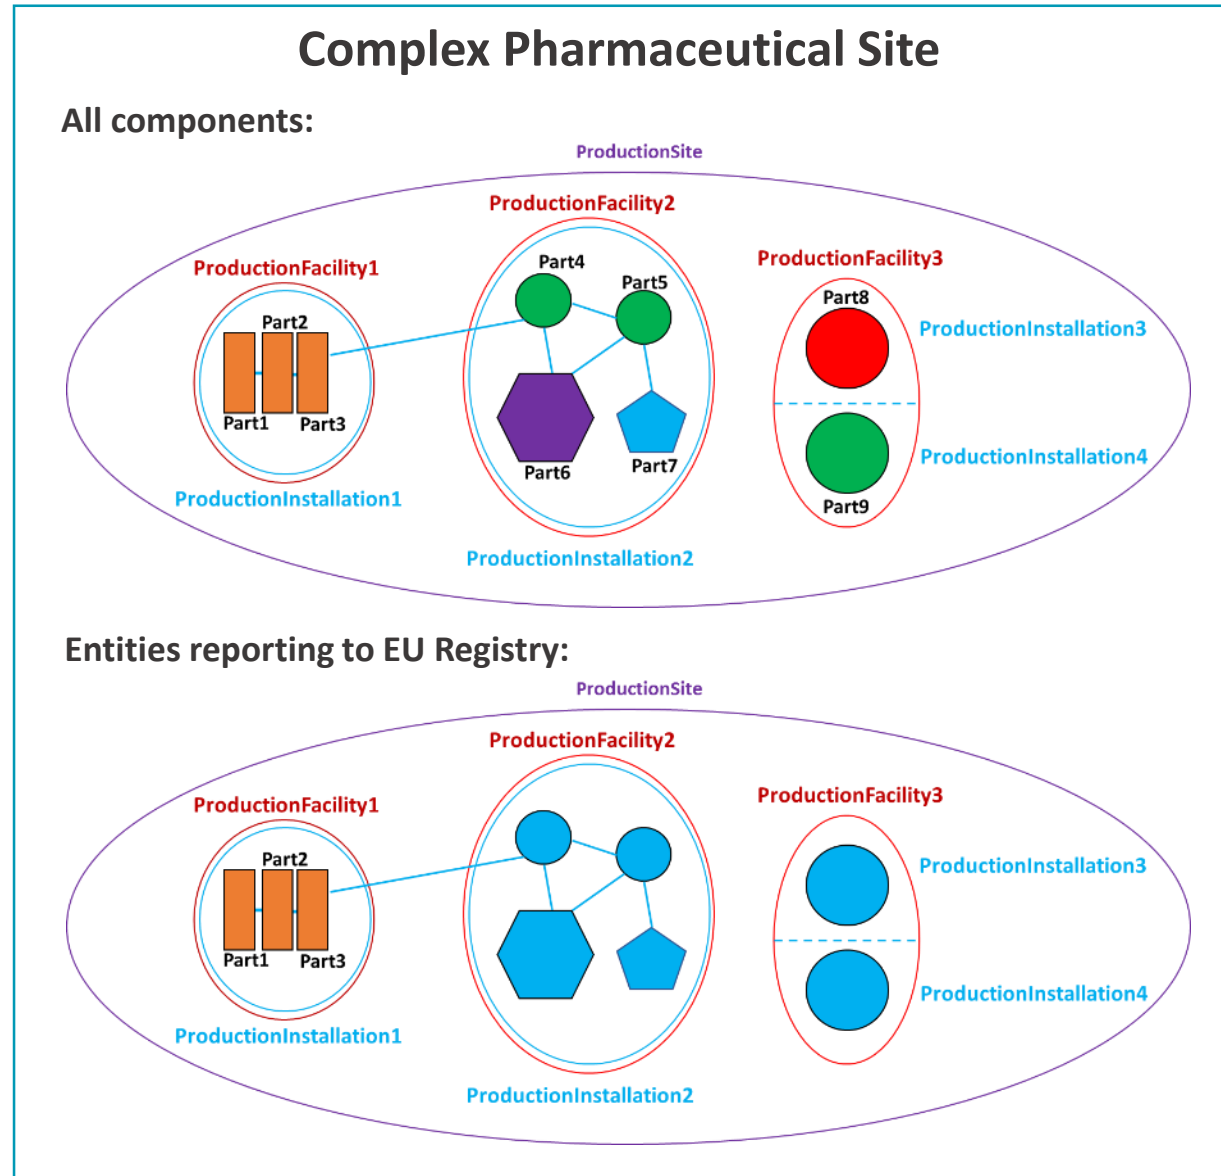 Complex Pharmaceutical Site
All components:
ProductionSite
ProductionFacility2
ProductionFacility1
Part4
ProductionFacility3
Part5
Part8
Part2
ProductionInstallation3
Part1
Part3
ProductionInstallation4
Part6
Part7
ProductionInstallation1
Part9
ProductionInstallation2
Entities reporting to EU Registry:
ProductionSite
ProductionFacility2
ProductionFacility1
ProductionFacility3
Part2
ProductionInstallation3
Part1
Part3
ProductionInstallation4
ProductionInstallation1
ProductionInstallation2